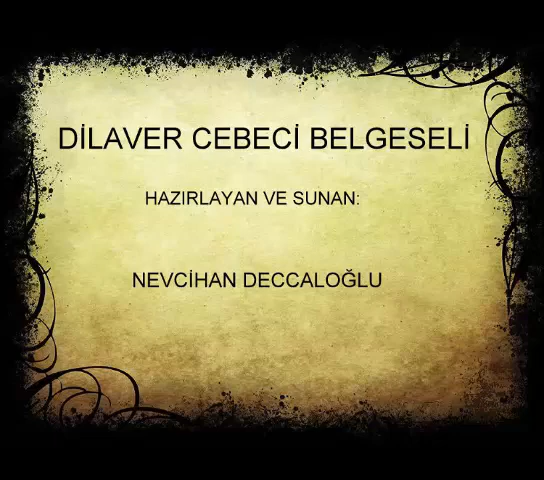 DİLAVER CEBECİ BELGESELİ
HAZIRLAYAN VE SUNAN:
NEVCİHAN DECCALOĞLU